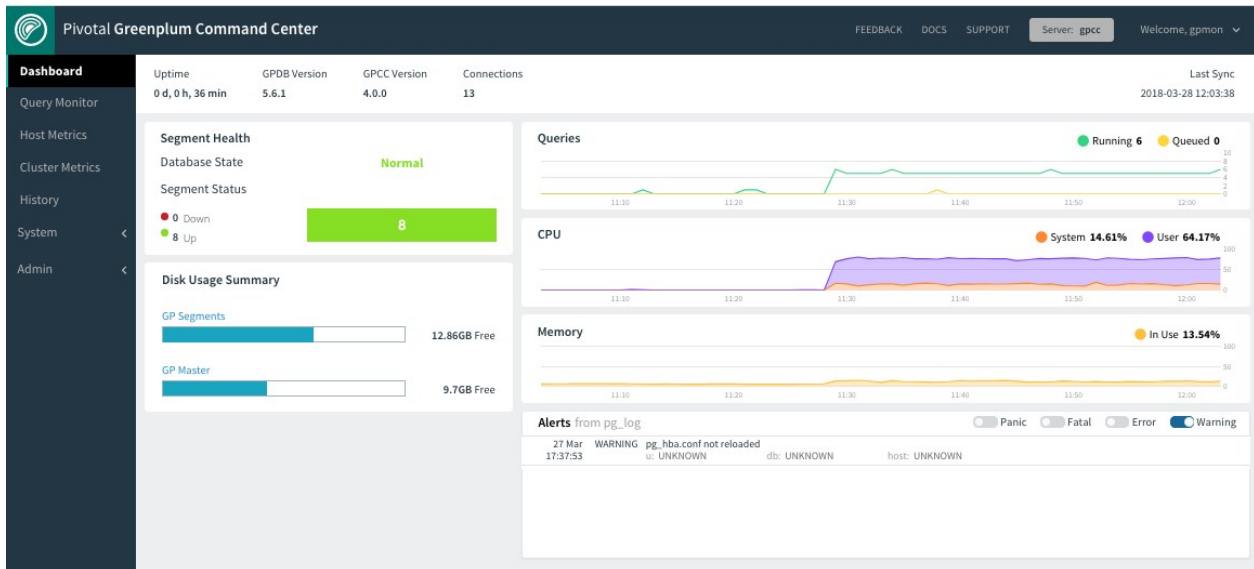 Pivotal Greenplum Command Center
FEEDBACK DOCS SUPPORT Server: gpcc Welcome, gpmon
Dashboard
Query Monitor
Host Metrics
Cluster Metrics
History
System
Admin
Uptime GPDB Version GPCC Version Connections Last Sync
0 d, 0 h, 36 min 5.6.1 4.0.0 13 2018-03-28 12:03:38
Segment Health
Database State Normal
Segment Status
0 Down
8 Up
8
Disk Usage Summary
GP Segments
12.86GB Free
GP Master
9.7GB Free
Queries Running 6 Queued 0
10
8
6
4
2
0
11:10 11:20 11:30 11:40 11:50 12:00
CPU System 14.61% User 64.17%
100
50
0
11:10 11:20 11:30 11:40 11:50 12:00
Memory In Use 13.54%
100
50
0
11:10 11:20 11:30 11:40 11:50 12:00
Alerts from pg_log Panic Fatal Error Warning
27 Mar WARNING pg_hba.conf not reloaded
17:37:53 u: UNKNOWN db: UNKNOWN host: UNKNOWN